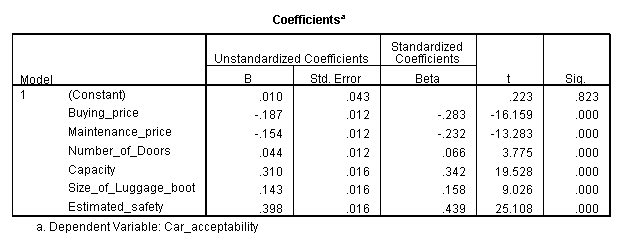 Coefficientsa
Unstandardized Coefficients Standardized Coefficients
Model B Std. Error Beta t Sig.
1 (Constant) .010 .043 .223 .823
Buying_price -.187 .012 -.283 -16.159 .000
Maintenance_price -.154 .012 -.232 -13.283 .000
Number_of_Doors .044 .012 .066 3.775 .000
Capacity .310 .016 .342 19.528 .000
Size_of_Luggage_boot .143 .016 .158 9.026 .000
Estimated_safety .398 .016 .439 25.108 .000
a. Dependent Variable: Car_acceptability